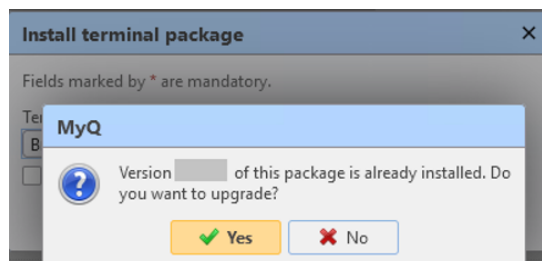 Install terminal package
Fields marked by * are mandatory.
MyQ
Version of this package is already installed. Do
you want to upgrade?
Yes
No